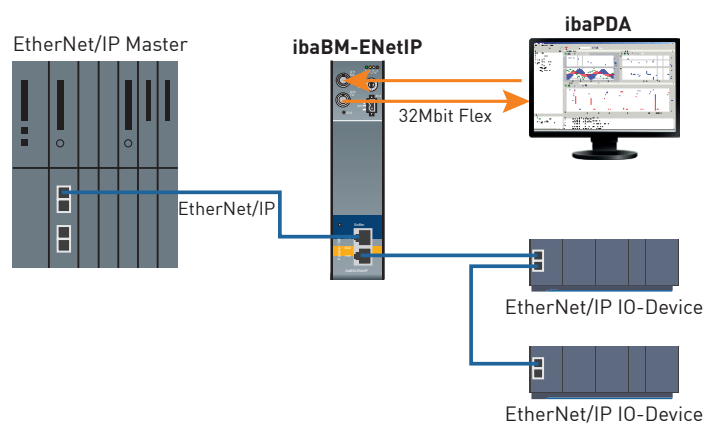 ibaPDA
EtherNet/IP Master
ibaBM-ENetIP
32Mbit Flex
EtherNet/IP
EtherNet/IP IO-Device
EtherNet/IP IO-Device